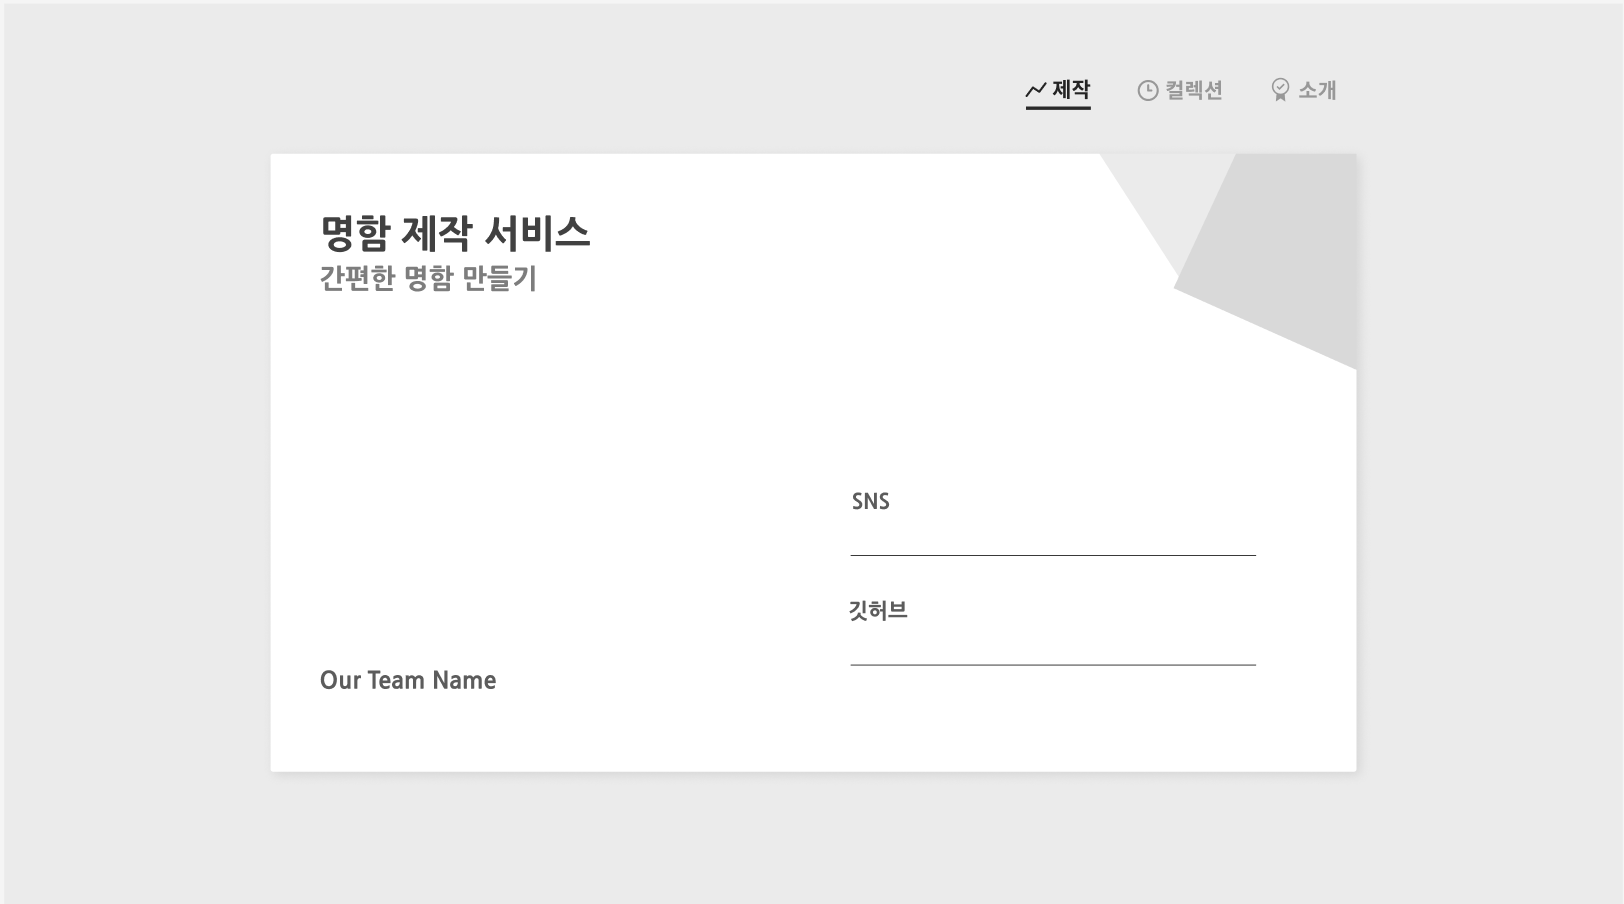 제작
컬렉션
소개
명함 제작 서비스
간편한 명함 만들기
SNS
깃허브
Our Team Name